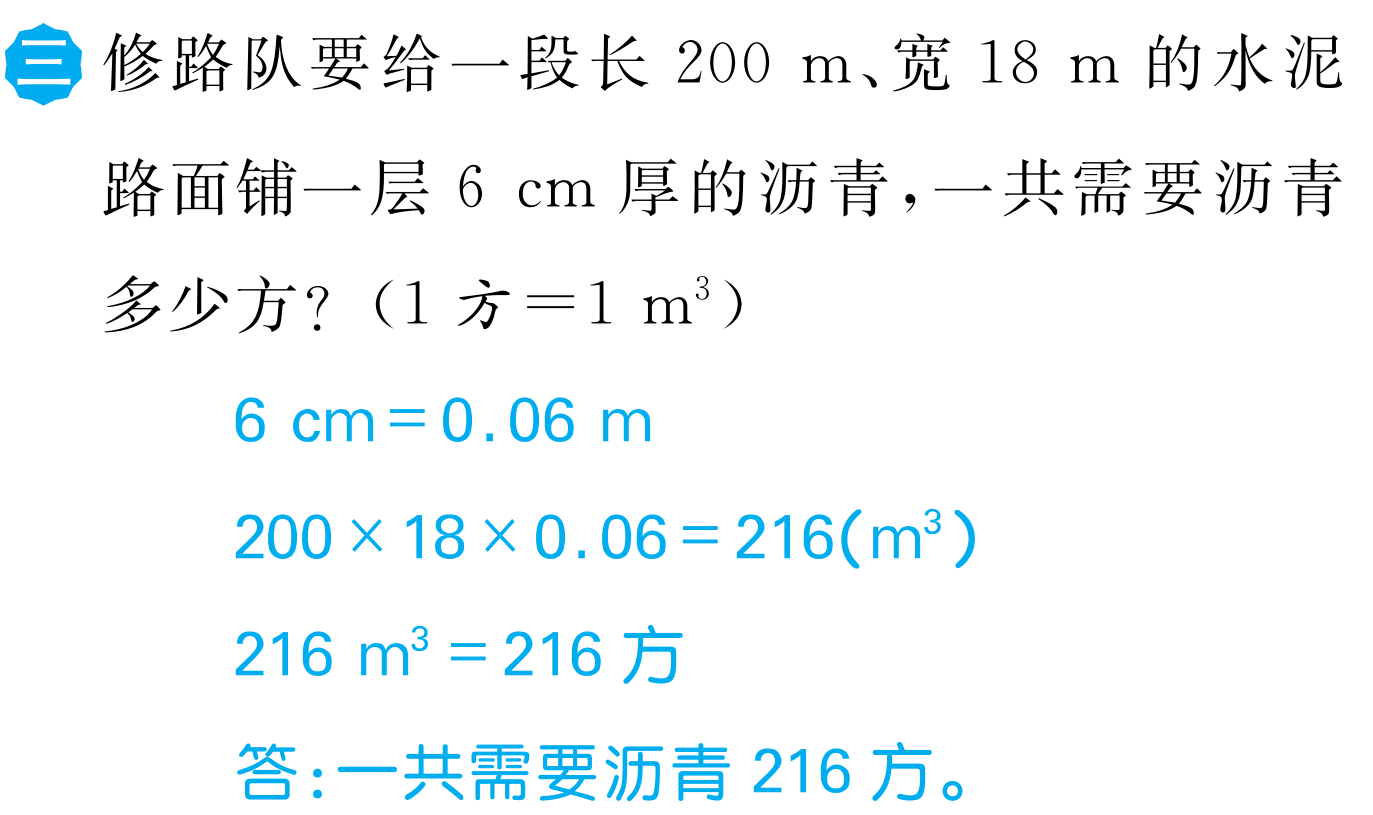 三 修路队要给一段长 200 m、宽 18 m 的水泥
路面铺一层 6 cm 厚的沥青,一共需要沥青
多少方?(1 方=1 m³)
6 cm=0.06 m
200×18×0.06=216(m³)
216 m³=216 方
答:一共需要沥青 216 方。